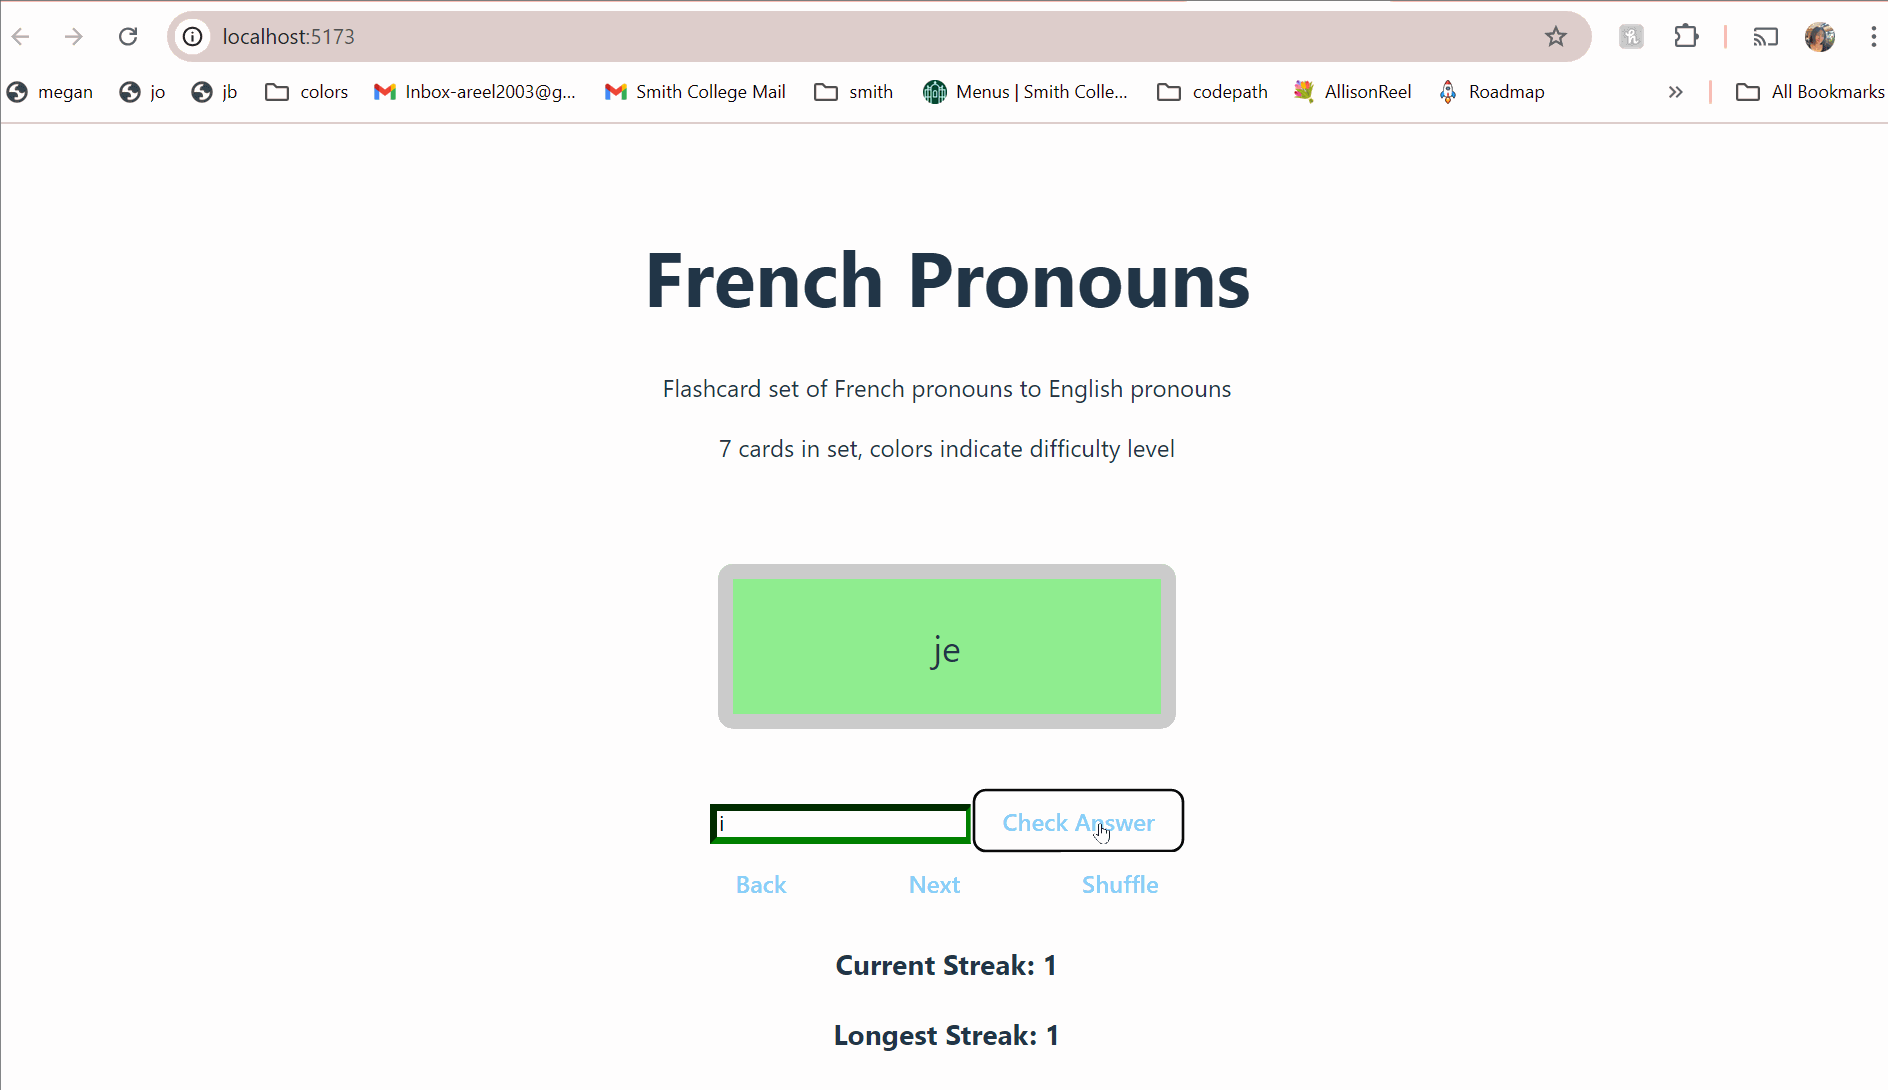 localhost:5173
megan jo jb colors Inbox-areel2003@g... Smith College Mail smith Menus | Smith Colle... codepath AllisonReel Roadmap » All Bookmarks
French Pronouns
Flashcard set of French pronouns to English pronouns
7 cards in set, colors indicate difficulty level
je
i Check Answer
Back Next Shuffle
Current Streak: 1
Longest Streak: 1